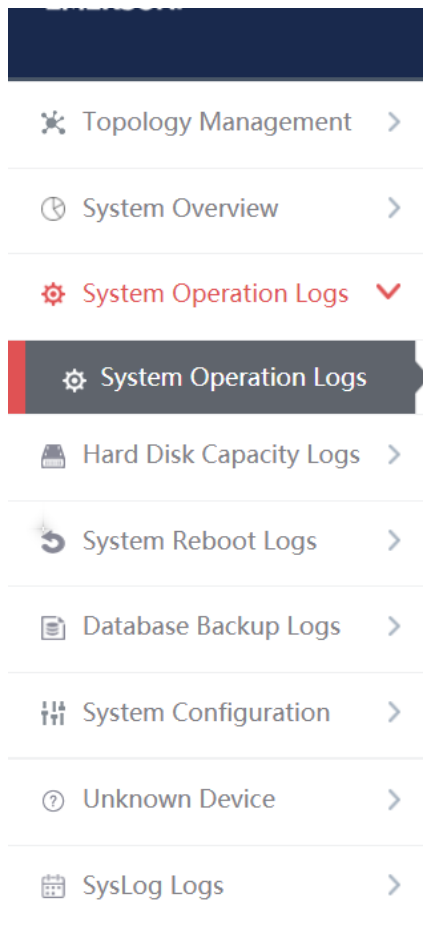 Topology Management
System Overview
System Operation Logs
System Operation Logs
Hard Disk Capacity Logs
System Reboot Logs
Database Backup Logs
System Configuration
Unknown Device
SysLog Logs